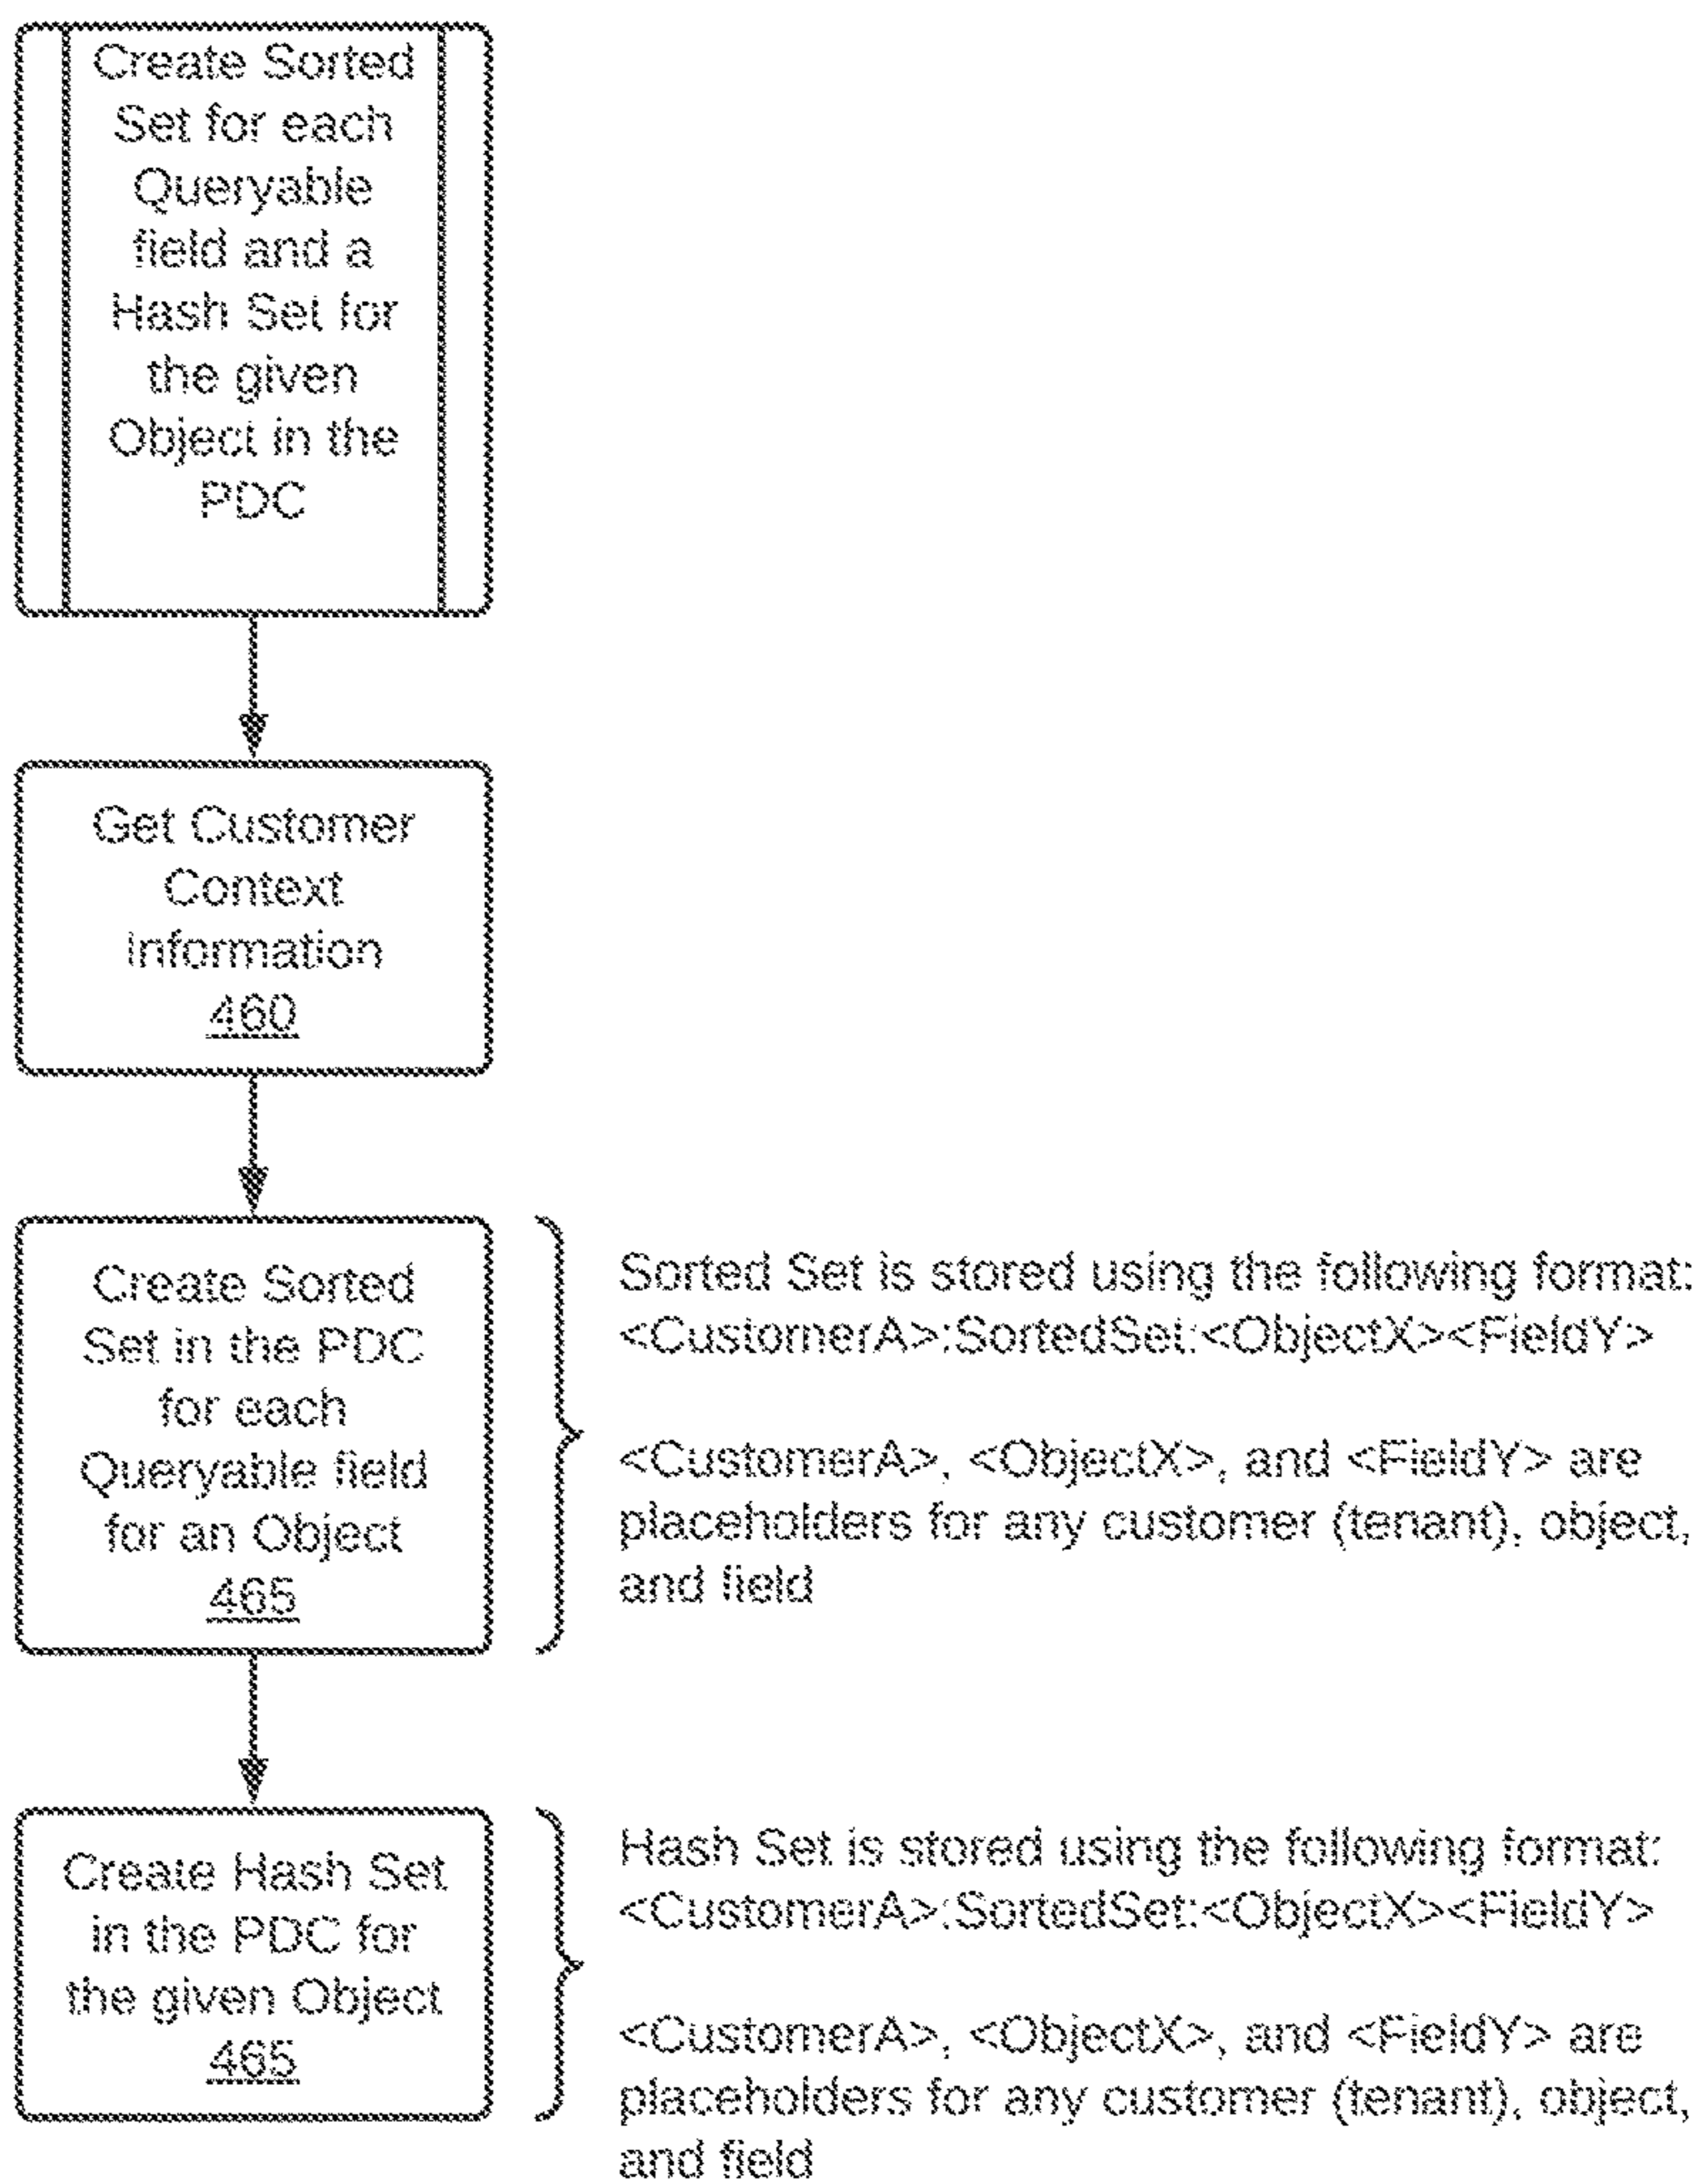 Create Sorted
Set for each
Queryable
field and a
Hash Set for
the given
Object in the
PDC
Get Customer
Context
Information
460
Create Sorted
Set in the PDC
for each
Queryable field
for an Object
465
Sorted Set is stored using the following format:
<CustomerA>:SortedSet:<ObjectX><FieldY>
<CustomerA>, <ObjectX>, and <FieldY> are
placeholders for any customer (tenant), object,
and field
Create Hash Set
in the PDC for
the given Object
465
Hash Set is stored using the following format:
<CustomerA>:SortedSet:<ObjectX><FieldY>
<CustomerA>, <ObjectX>, and <FieldY> are
placeholders for any customer (tenant), object,
and field